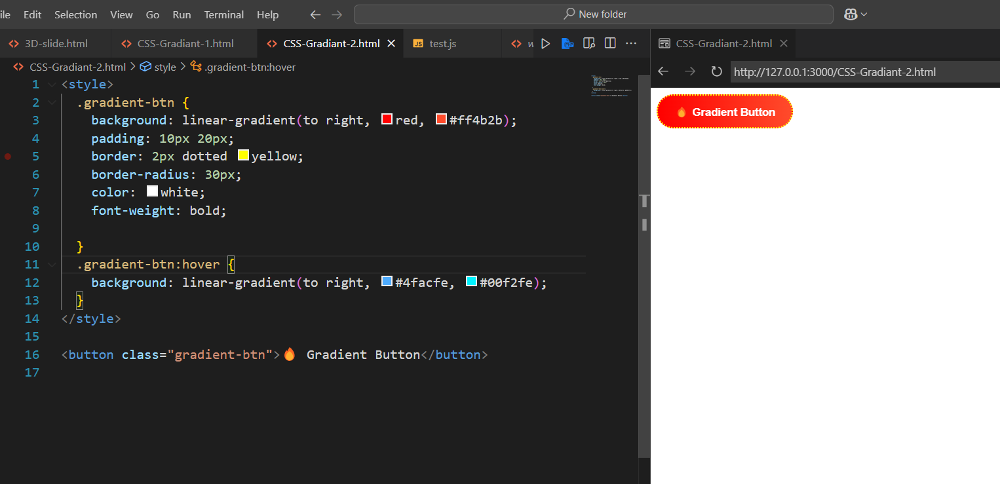 ile Edit Selection View Go Run Terminal Help New folder
3D-slide.html CSS-Gradiant-1.html CSS-Gradiant-2.html JS test.js w CSS-Gradiant-2.html
CSS-Gradiant-2.html > style > .gradient-btn:hover
http://127.0.0.1:3000/CSS-Gradiant-2.html
1 <style>
2 .gradient-btn {
3 background: linear-gradient(to right, red, #ff4b2b);
4 padding: 10px 20px;
5 border: 2px dotted yellow;
6 border-radius: 30px;
7 color: white;
8 font-weight: bold;
9
10 }
11 .gradient-btn:hover {
12 background: linear-gradient(to right, #4facfe, #00f2fe);
13 }
14 </style>
15
16 <button class="gradient-btn">🔥 Gradient Button</button>
17
🔥 Gradient Button